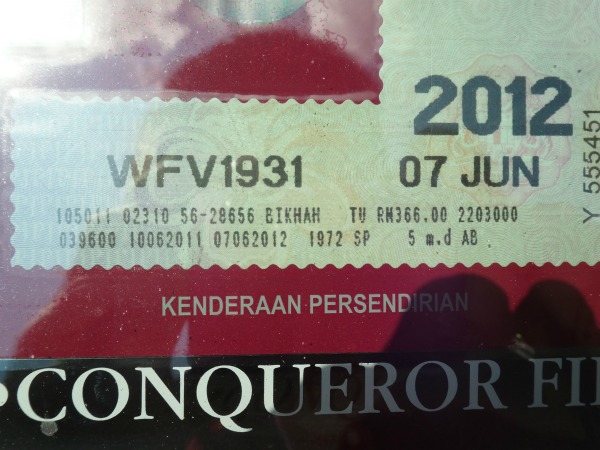 2012
WFV1931 07 JUN
105011 02310 56-28656 BIKHAH TU RM366.00 2203000
039600 10062011 07062012 1972 SP 5 m.d AB
Y 555451
KENDERAAN PERSENDIRIAN
CONQUEROR FI